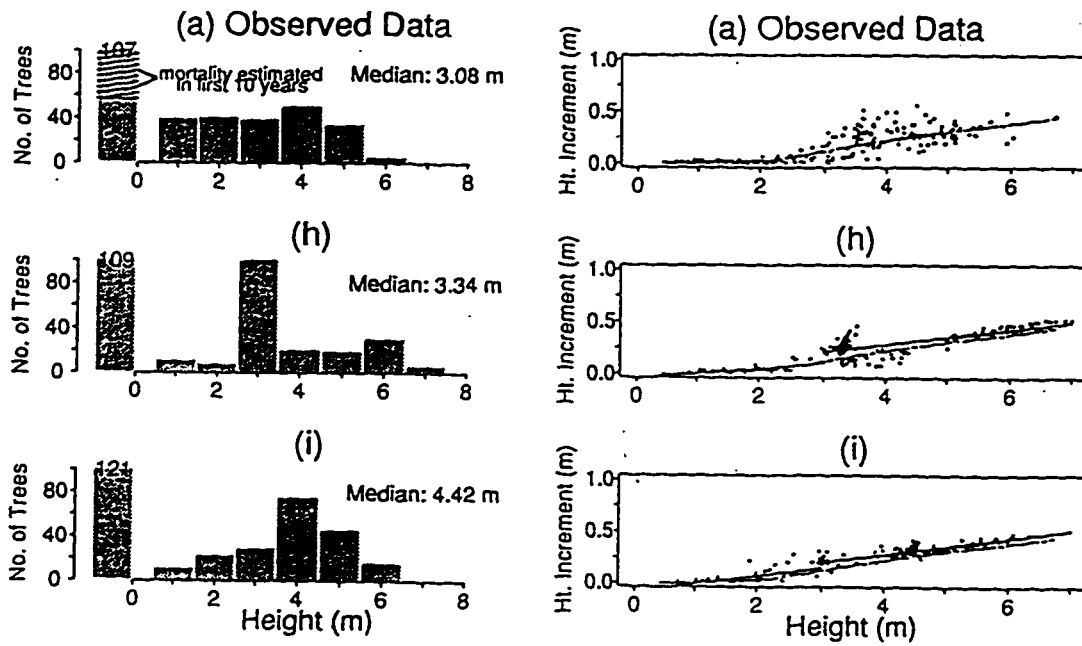 (a) Observed Data
107
mortality estimated
in first 10 years
Median: 3.08 m
No. of Trees
80
40
0
0 2 4 6 8
(h)
109
Median: 3.34 m
No. of Trees
80
40
0
0 2 4 6 8
(i)
121
Median: 4.42 m
No. of Trees
80
40
0
0 2 4 6 8
Height (m)
(a) Observed Data
Ht. Increment (m)
1.0
0.5
0.0
0 2 4 6
(h)
Ht. Increment (m)
1.0
0.5
0.0
0 2 4 6
(i)
Ht. Increment (m)
1.0
0.5
0.0
0 2 4 6
Height (m)